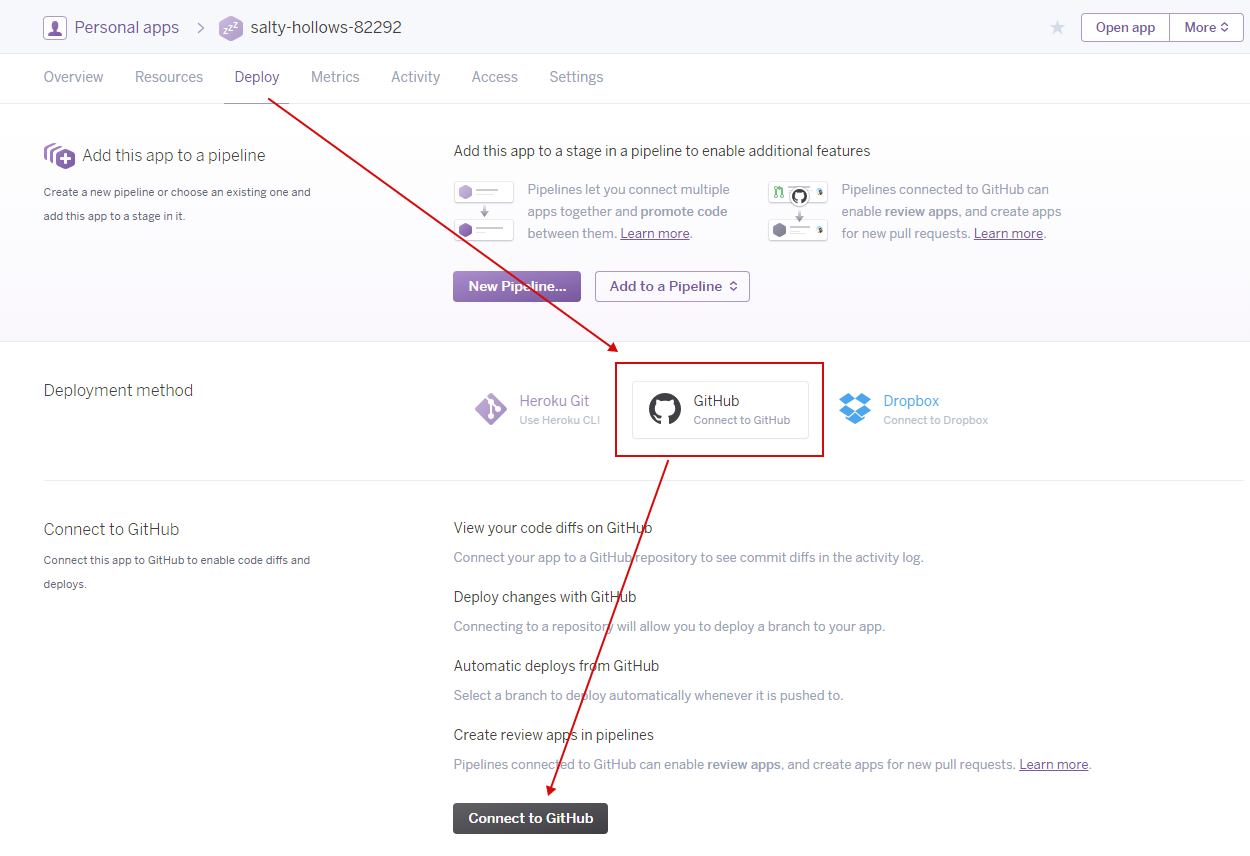 Personal apps > salty-hollows-82292
Open app
More
Overview Resources Deploy Metrics Activity Access Settings
Add this app to a pipeline
Create a new pipeline or choose an existing one and
add this app to a stage in it.
Add this app to a stage in a pipeline to enable additional features
Pipelines let you connect multiple
apps together and promote code
between them. Learn more.
Pipelines connected to GitHub can
enable review apps, and create apps
for new pull requests. Learn more.
New Pipeline...
Add to a Pipeline
Deployment method
Heroku Git
Use Heroku CLI
GitHub
Connect to GitHub
Dropbox
Connect to Dropbox
Connect to GitHub
Connect this app to GitHub to enable code diffs and
deploys.
View your code diffs on GitHub
Connect your app to a GitHub repository to see commit diffs in the activity log.
Deploy changes with GitHub
Connecting to a repository will allow you to deploy a branch to your app.
Automatic deploys from GitHub
Select a branch to deploy automatically whenever it is pushed to.
Create review apps in pipelines
Pipelines connected to GitHub can enable review apps, and create apps for new pull requests. Learn more.
Connect to GitHub